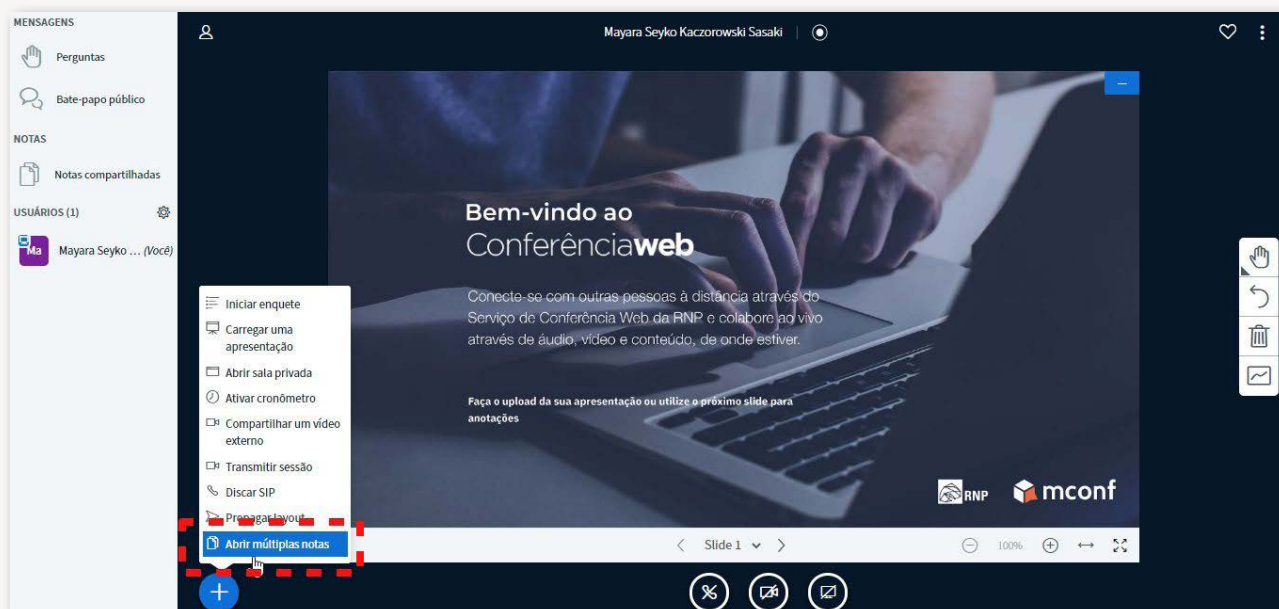 MENSAGENS
Perguntas
Bate-papo público
NOTAS
Notas compartilhadas
USUÁRIOS (1)
Ma
Mayara Seyko ... (Você)
Mayara Seyko Kaczorowski Sasaki
Bem-vindo ao
Conferênciaweb
Conecte-se com outras pessoas à distância através do
Serviço de Conferência Web da RNP e colabore ao vivo
através de áudio, vídeo e conteúdo, de onde estiver.
Faça o upload da sua apresentação ou utilize o próximo slide para
anotações
RNP
mconf
Iniciar enquete
Carregar uma
apresentação
Abrir sala privada
Ativar cronômetro
Compartilhar um vídeo
externo
Transmitir sessão
Discar SIP
Propagar layout
Abrir múltiplas notas
Slide 1
100%